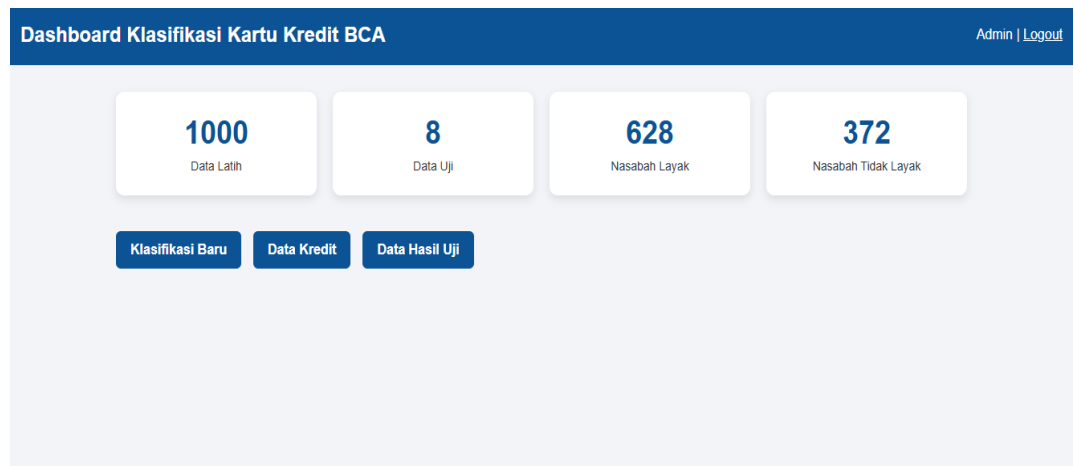 Dashboard Klasifikasi Kartu Kredit BCA
Admin | Logout
1000
Data Latih
8
Data Uji
628
Nasabah Layak
372
Nasabah Tidak Layak
Klasifikasi Baru
Data Kredit
Data Hasil Uji